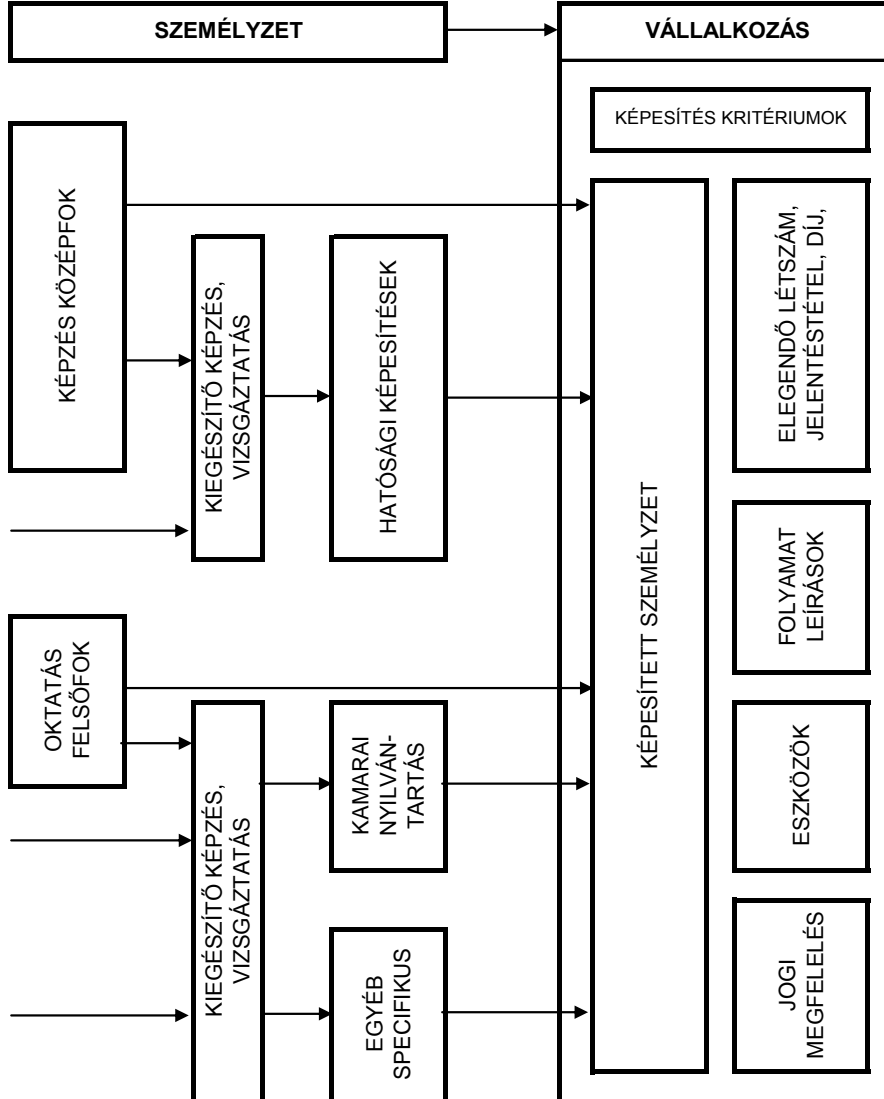 SZEMÉLYZET
VÁLLALKOZÁS
KÉPESÍTÉS KRITÉRIUMOK
KÉPZÉS KÖZÉPFOK
KIEGÉSZÍTŐ KÉPZÉS,
VIZSGÁZTATÁS
HATÓSÁGI KÉPESÍTÉSEK
OKTATÁS
FELSŐFOK
KIEGÉSZÍTŐ KÉPZÉS,
VIZSGÁZTATÁS
KAMARAI
NYILVÁN-
TARTÁS
EGYÉB
SPECIFIKUS
KÉPESÍTETT SZEMÉLYZET
ELEGENDŐ LÉTSZÁM,
JELENTÉSTÉTEL, DÍJ,
FOLYAMAT
LEÍRÁSOK
ESZKÖZÖK
JOGI
MEGFELELÉS